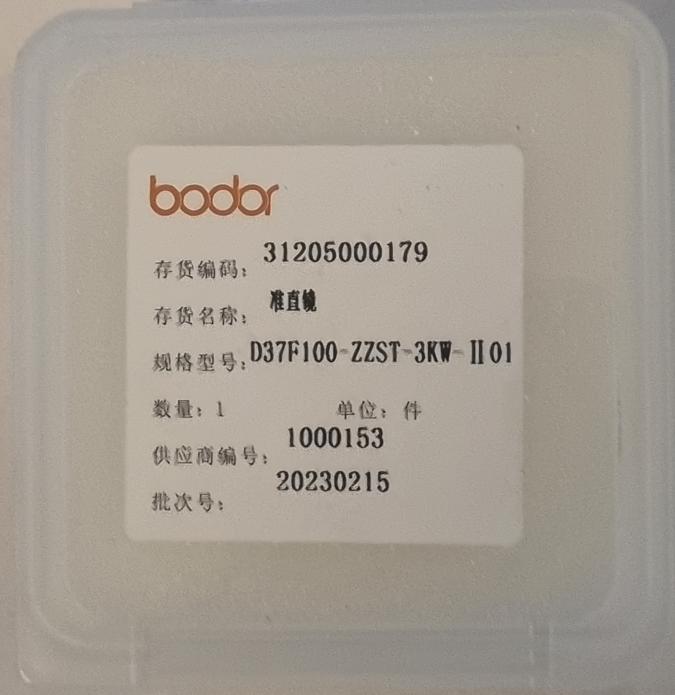 bodor
存货编码： 31205000179
存货名称： 准直镜
规格型号： D37F100-ZZST-3KW-Ⅱ01
数量：1 单位：件
供应商编号： 1000153
批次号： 20230215